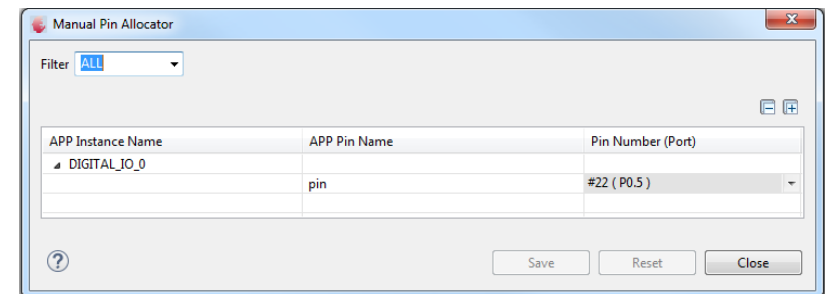 Manual Pin Allocator
Filter ALL
APP Instance Name APP Pin Name Pin Number (Port)
DIGITAL_IO_0
pin #22 ( P0.5 )
Save Reset Close